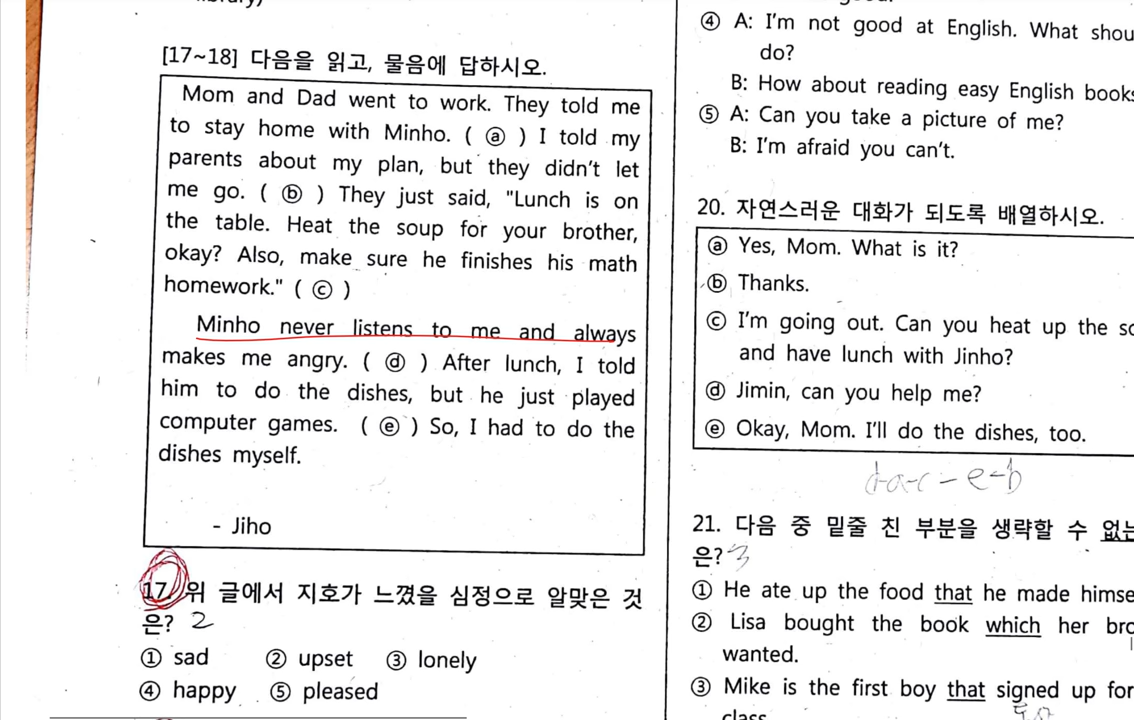 [17~18] 다음을 읽고, 물음에 답하시오.
Mom and Dad went to work. They told me
to stay home with Minho. ( ⓐ ) I told my
parents about my plan, but they didn't let
me go. ( ⓑ ) They just said, "Lunch is on
the table. Heat the soup for your brother,
okay? Also, make sure he finishes his math
homework." ( ⓒ )
Minho never listens to me and always
makes me angry. ( ⓓ ) After lunch, I told
him to do the dishes, but he just played
computer games. ( ⓔ ) So, I had to do the
dishes myself.
- Jiho
17. 위 글에서 지호가 느꼈을 심정으로 알맞은 것
은? 2
① sad ② upset ③ lonely
④ happy ⑤ pleased
④ A: I'm not good at English. What
do?
B: How about reading easy English
⑤ A: Can you take a picture of me?
B: I'm afraid you can't.
20. 자연스러운 대화가 되도록 배열하시오.
ⓐ Yes, Mom. What is it?
ⓑ Thanks.
ⓒ I'm going out. Can you heat up the
and have lunch with Jinho?
ⓓ Jimin, can you help me?
ⓔ Okay, Mom. I'll do the dishes, too.
d-a-c-e-b
21. 다음 중 밑줄 친 부분을 생략할 수
은? 3
① He ate up the food that he made
② Lisa bought the book which her
wanted.
③ Mike is the first boy that signed up for